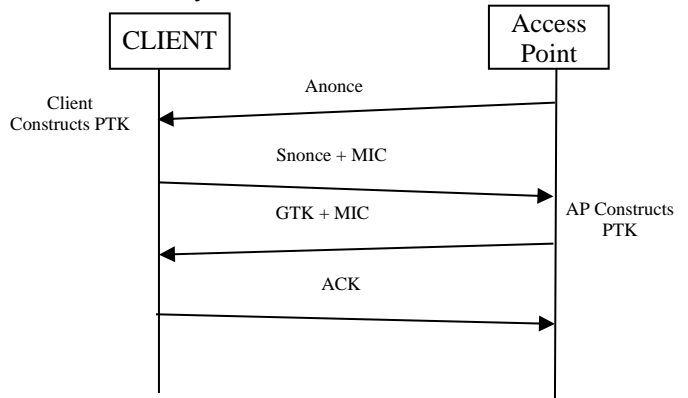 CLIENT
Access
Point
Anonce
Client
Constructs PTK
Snonce + MIC
GTK + MIC
AP Constructs
PTK
ACK